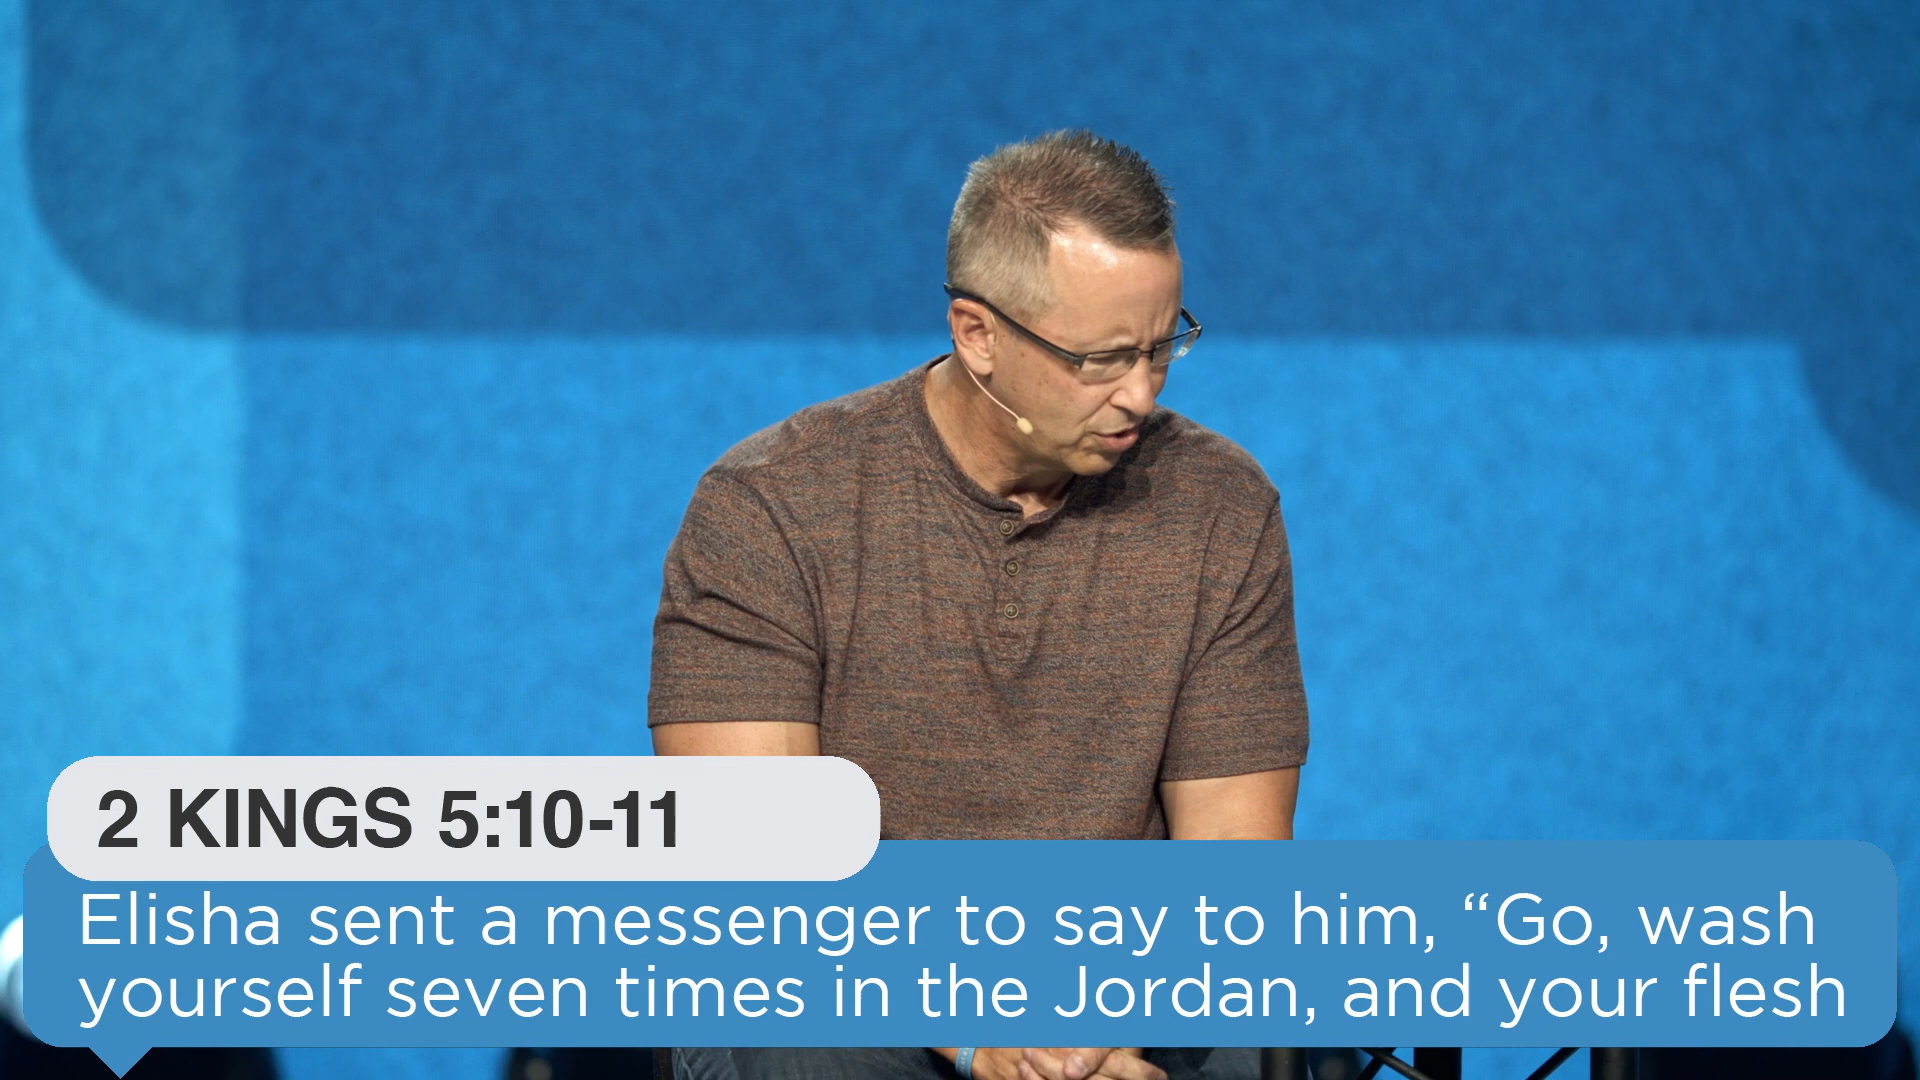 2 KINGS 5:10-11
Elisha sent a messenger to say to him, “Go, wash
yourself seven times in the Jordan, and your flesh